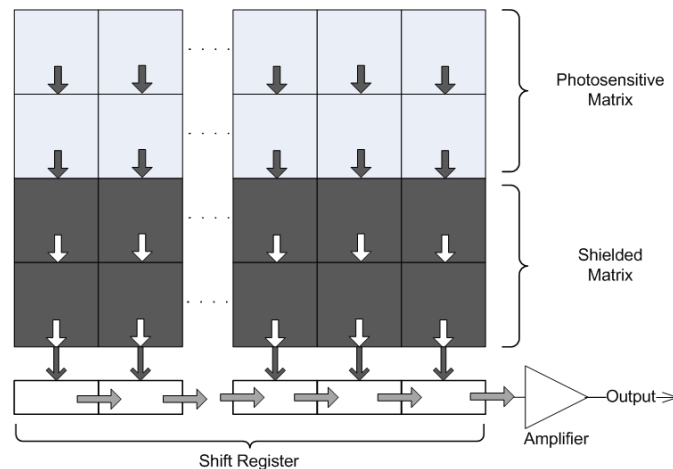 Photosensitive
Matrix
Shielded
Matrix
Output
Amplifier
Shift Register